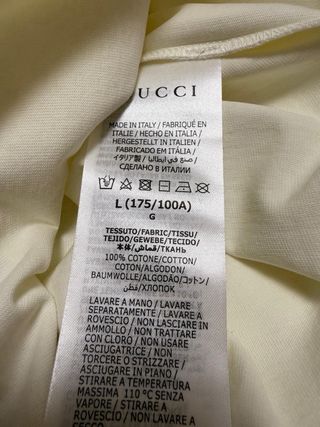 UCCI
MADE IN ITALY / FABRIQUÉ EN
ITALIE / HECHO EN ITALIA /
HERGESTELLT IN ITALIEN /
FABRICADO EM ITÁLIA /
イタリア製 / صنع في ايطاليا /
СДЕЛАНО В ИТАЛИИ
L (175/100A)
G
TESSUTO/FABRIC/TISSU/
TEJIDO/GEWEBE/TECIDO/
本体/قماش/ТКАНЬ
100% COTONE/COTTON/
COTON/ALGODON/
BAUMWOLLE/ALGODÃO/コットン/
قطن/ХЛОПОК
LAVARE A MANO / LAVARE
SEPARATAMENTE / LAVARE A
ROVESCIO / NON LASCIARE IN
AMMOLLO / NON TRATTARE
CON CLORO / NON USARE
ASCIUGATRICE / NON
TORCERE O STRIZZARE /
ASCIUGARE IN PIANO /
STIRARE A TEMPERATURA
MASSIMA 110°C SENZA
VAPORE / STIRARE A
ROVESCIO